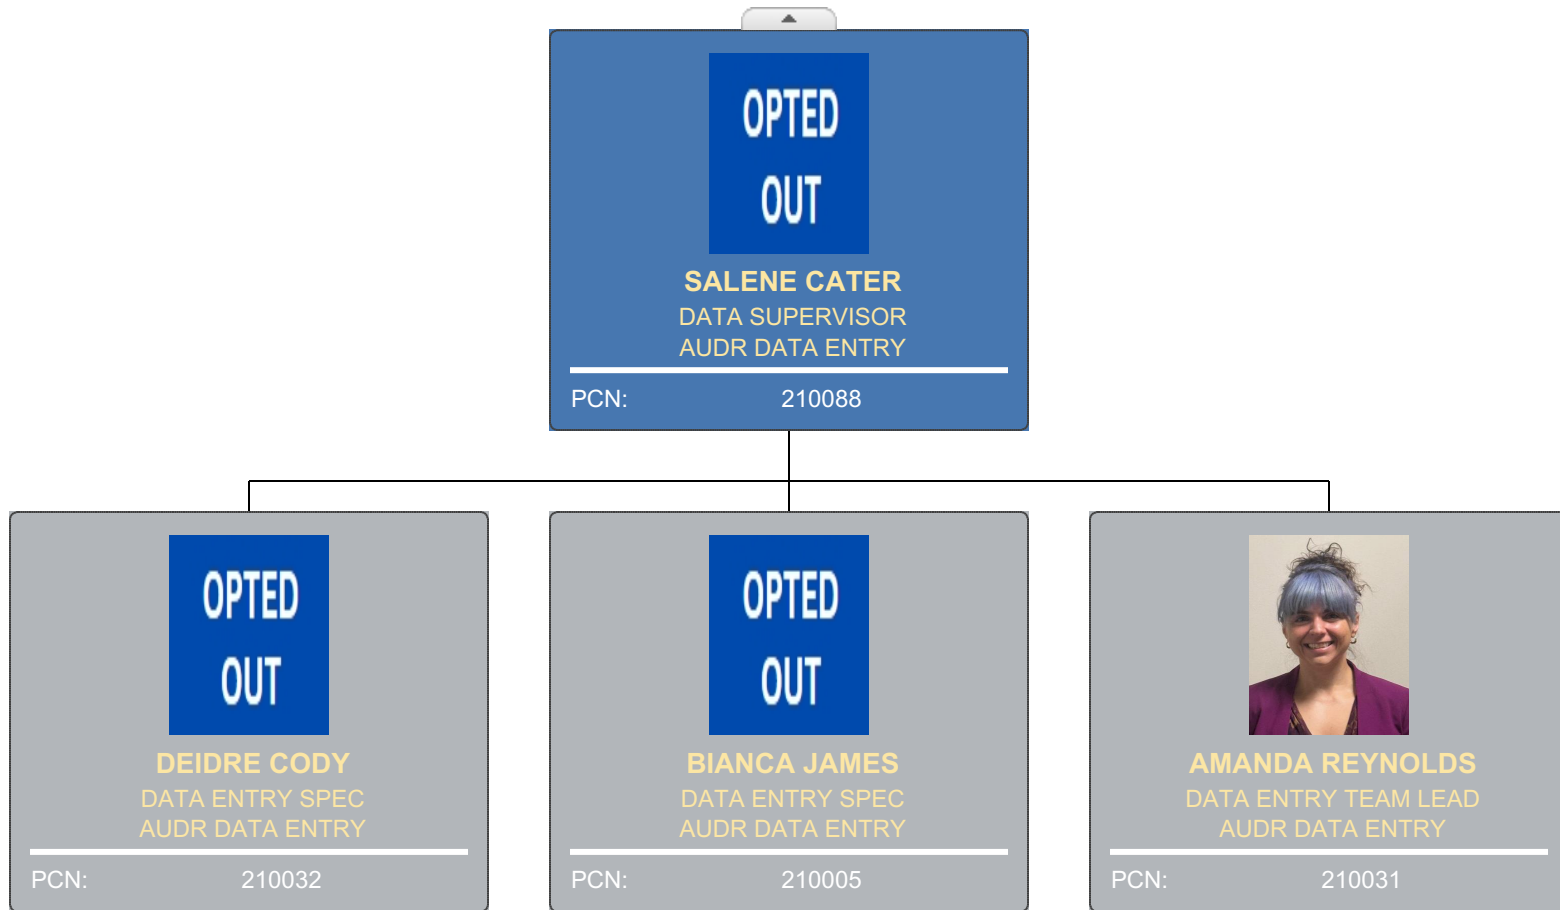 OPTED
OUT
SALENE CATER
DATA SUPERVISOR
AUDR DATA ENTRY
PCN: 210088
OPTED
OUT
DEIDRE CODY
DATA ENTRY SPEC
AUDR DATA ENTRY
PCN: 210032
OPTED
OUT
BIANCA JAMES
DATA ENTRY SPEC
AUDR DATA ENTRY
PCN: 210005
AMANDA REYNOLDS
DATA ENTRY TEAM LEAD
AUDR DATA ENTRY
PCN: 210031